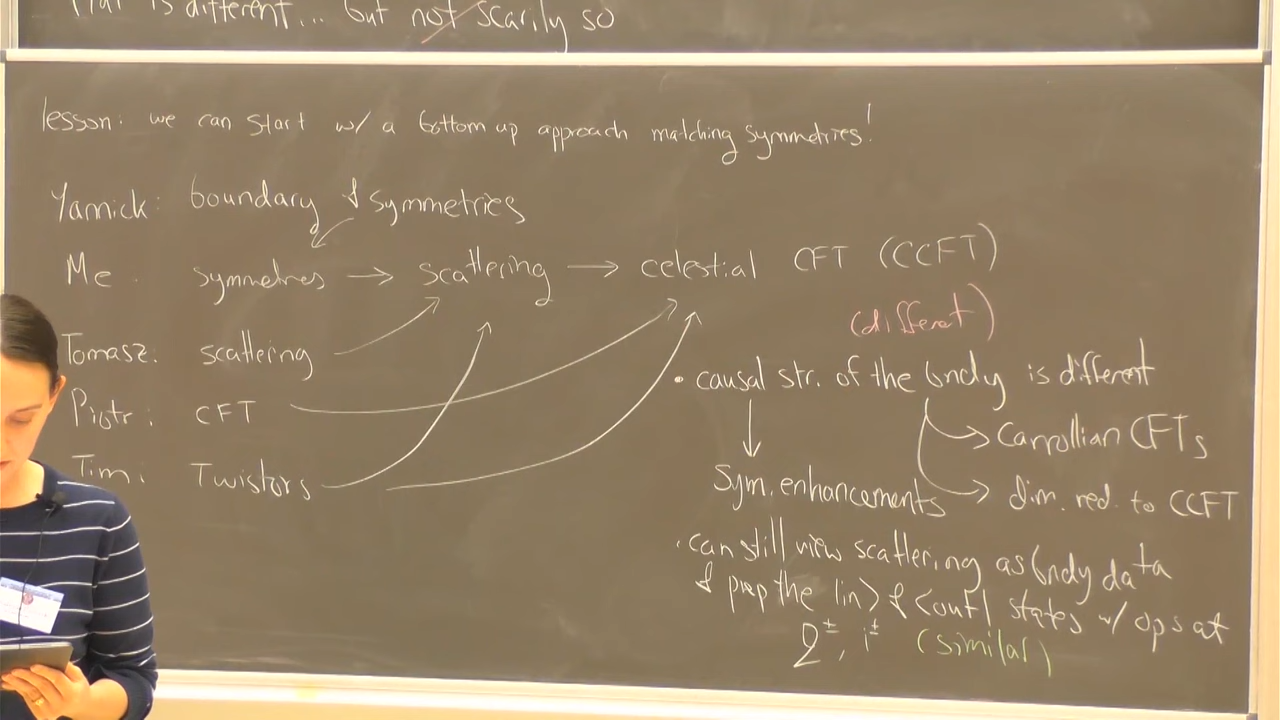 Flat is different... but not scarily so
lesson: we can start w/ a bottom up approach matching symmetries!
Yannick: boundary & symmetries
Me: symmetries → scattering → celestial CFT (CCFT)
(different)
Tomasz: scattering
• causal str. of the bndy is different
Piotr: CFT
→ Carrollian CFTs
Tim: Twistors
Sym. enhancements
→ dim. red. to CCFT
• can still view scattering as bndy data
& prep the |in> & <out| states w/ ops at
I^±, i^± (similar)